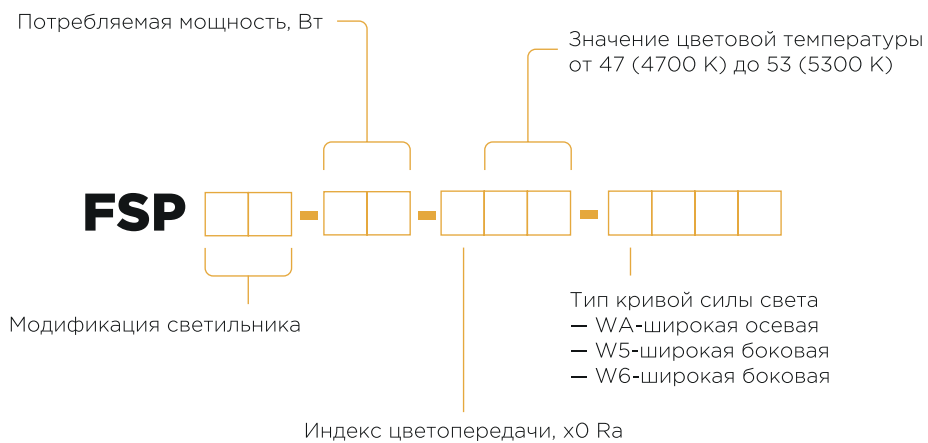 Потребляемая мощность, Вт
Значение цветовой температуры
от 47 (4700 К) до 53 (5300 К)
FSP
Модификация светильника
Тип кривой силы света
— WA-широкая осевая
— W5-широкая боковая
— W6-широкая боковая
Индекс цветопередачи, х0 Ra